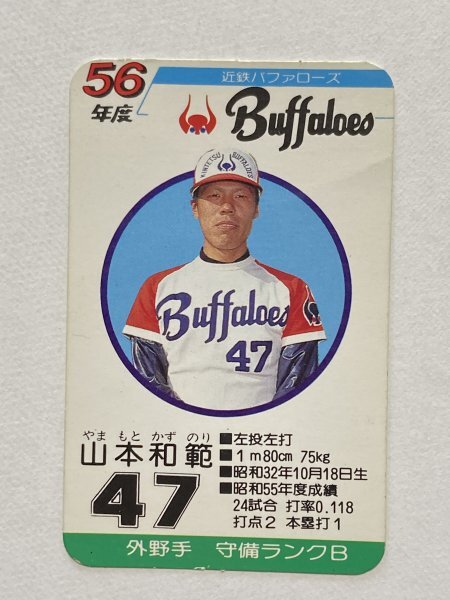 56
年度
近鉄バファローズ
Buffaloes
KINTETSU BUFFALOES
Buffaloes
47
やま もと かず のり
山本和範
47
■左投左打
■1m80cm 75kg
■昭和32年10月18日生
■昭和55年度成績
24試合 打率0.118
打点2 本塁打1
外野手 守備ランクB